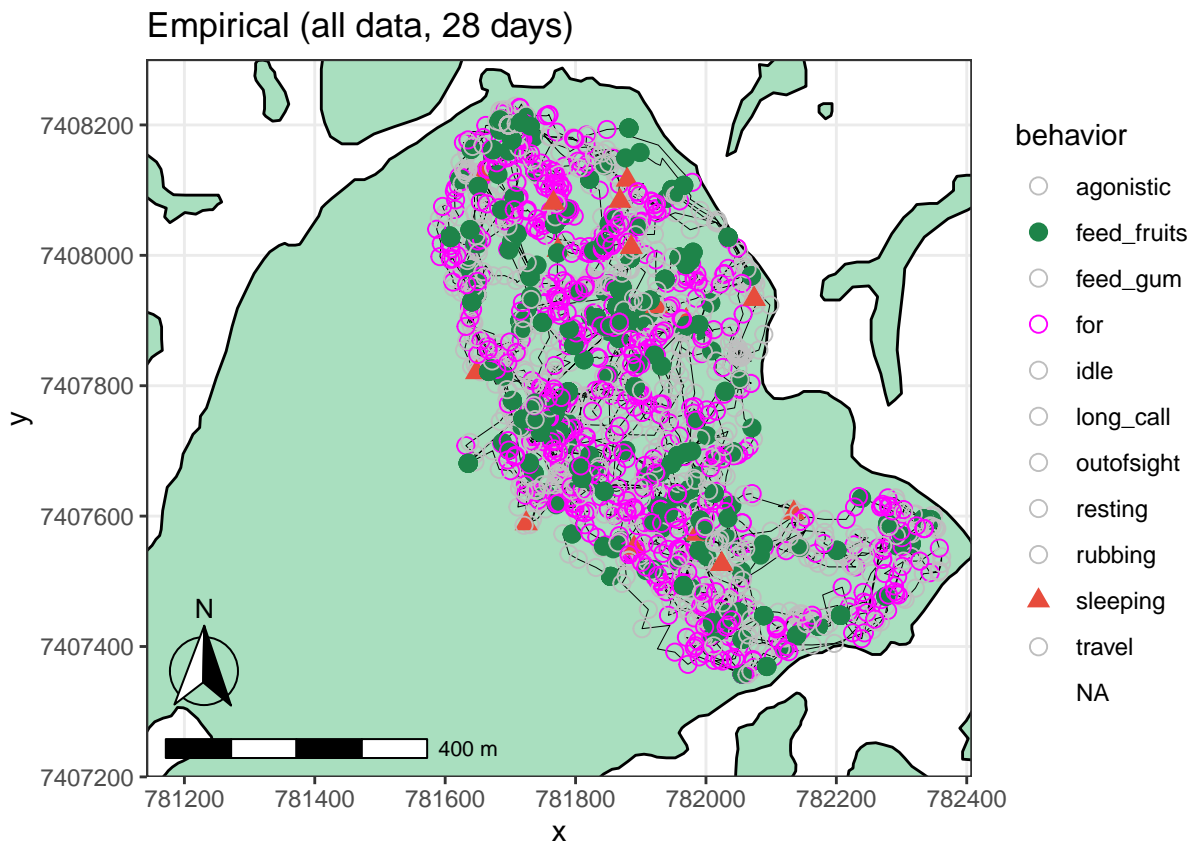 Empirical (all data, 28 days)
7408200
7408000
7407800
7407600
7407400
7407200
y
N
400 m
781200 781400 781600 781800 782000 782200 782400
x
behavior
agonistic
feed_fruits
feed_gum
for
idle
long_call
outofsight
resting
rubbing
sleeping
travel
NA